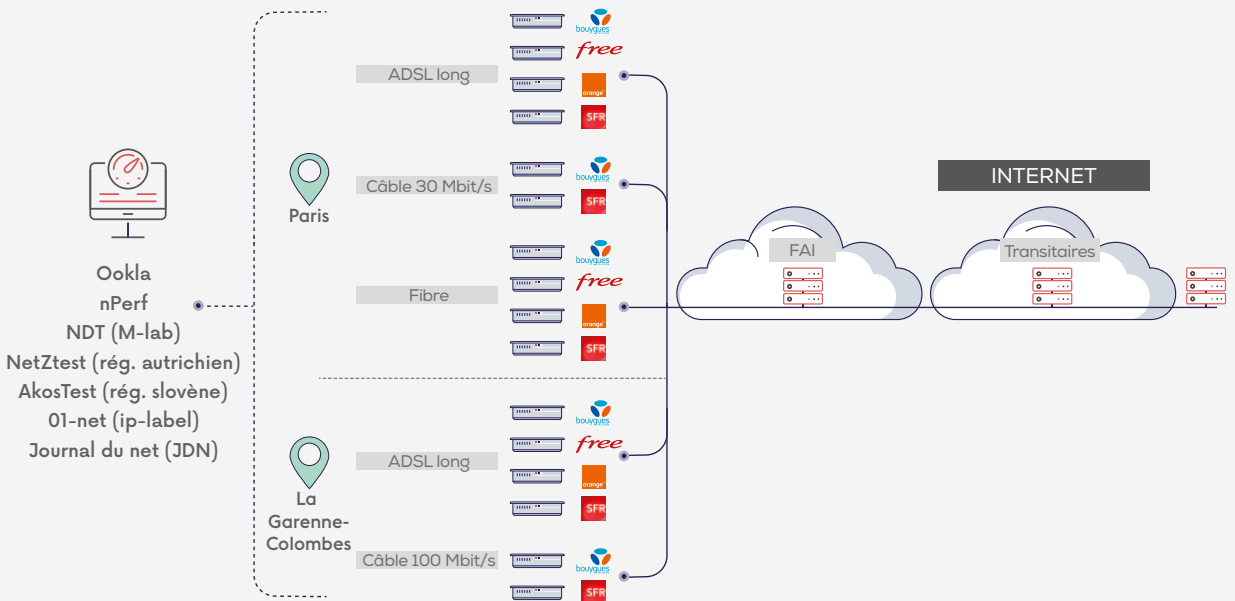 Ookla
nPerf
NDT (M-lab)
NetZtest (rég. autrichien)
AkosTest (rég. slovène)
01-net (ip-label)
Journal du net (JDN)
Paris
ADSL long
bouygues
free
orange
SFR
Câble 30 Mbit/s
bouygues
SFR
Fibre
bouygues
free
orange
SFR
La
Garenne-
Colombes
ADSL long
bouygues
free
orange
SFR
Câble 100 Mbit/s
bouygues
SFR
INTERNET
FAI
Transitaires